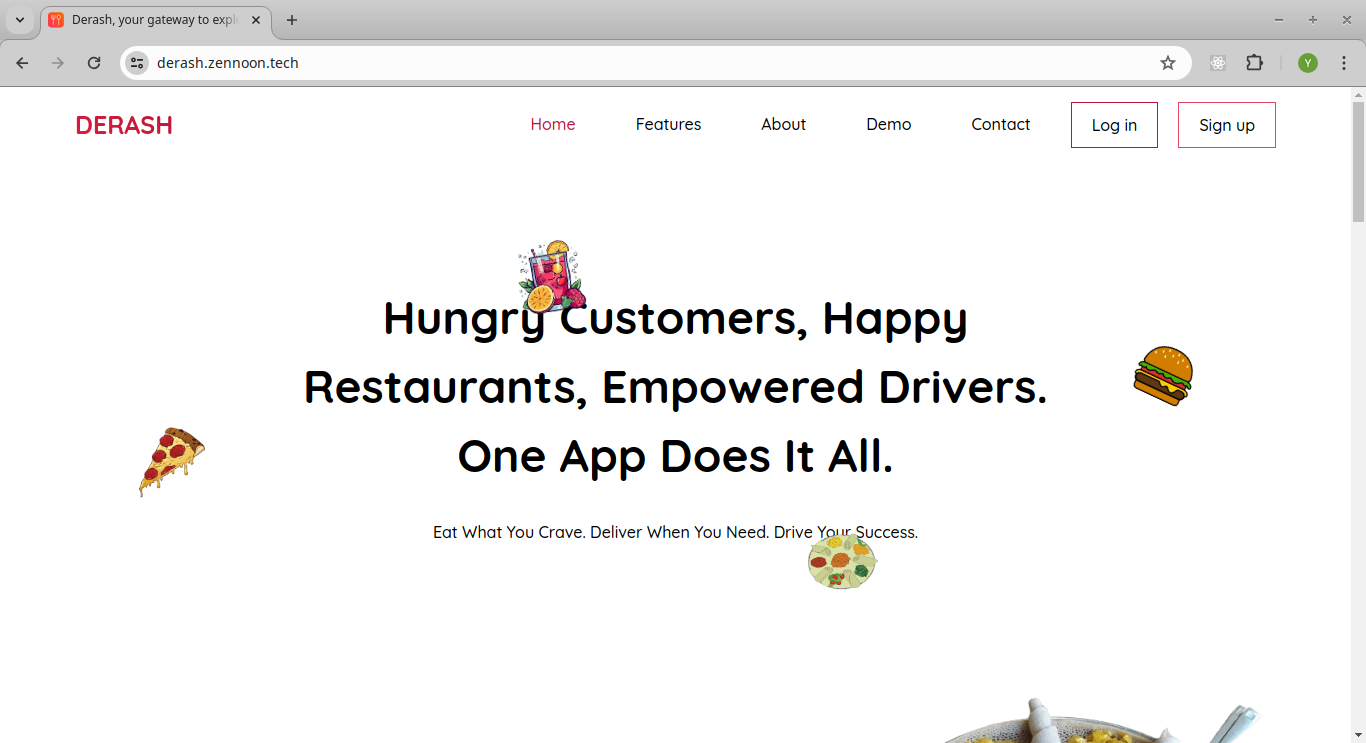 Derash, your gateway to expl
derash.zennoon.tech
Y
DERASH
Home
Features
About
Demo
Contact
Log in
Sign up
Hungry Customers, Happy
Restaurants, Empowered Drivers.
One App Does It All.
Eat What You Crave. Deliver When You Need. Drive Your Success.